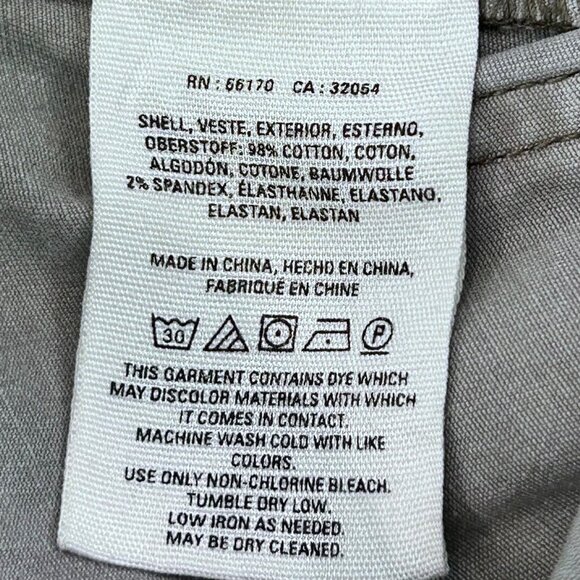 RN : 56170 CA : 32054
SHELL, VESTE, EXTERIOR, ESTERNO,
OBERSTOFF: 98% COTTON, COTON,
ALGODÓN, COTONE, BAUMWOLLE
2% SPANDEX, ÉLASTHANNE, ELASTANO,
ELASTAN, ELASTAN
MADE IN CHINA, HECHO EN CHINA,
FABRIQUÉ EN CHINE
30 P
THIS GARMENT CONTAINS DYE WHICH
MAY DISCOLOR MATERIALS WITH WHICH
IT COMES IN CONTACT.
MACHINE WASH COLD WITH LIKE
COLORS.
USE ONLY NON-CHLORINE BLEACH.
TUMBLE DRY LOW.
LOW IRON AS NEEDED.
MAY BE DRY CLEANED.